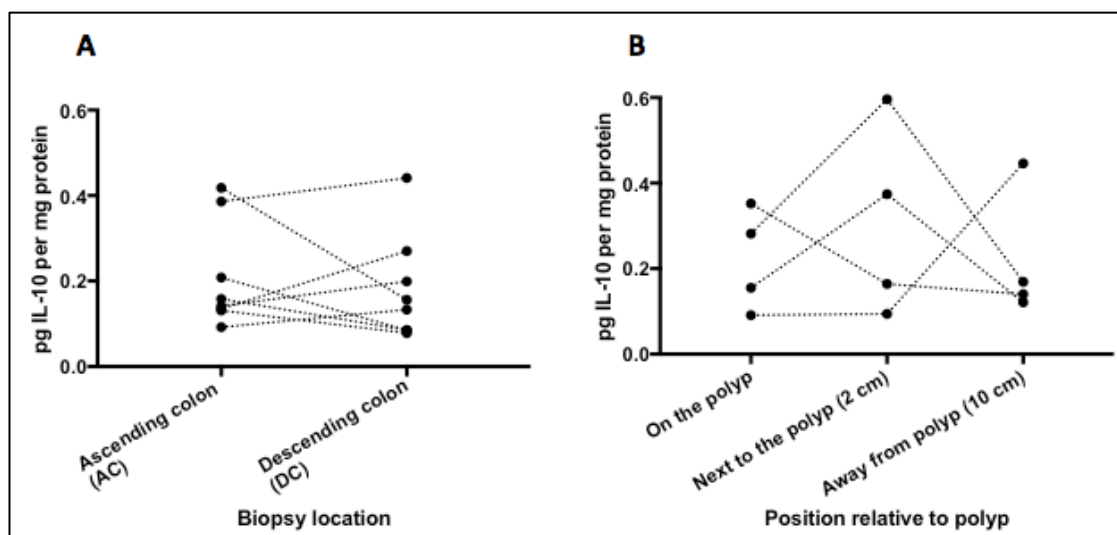 A
pg IL-10 per mg protein
0.6
0.4
0.2
0.0
Ascending colon
(AC)
Descending colon
(DC)
Biopsy location
B
pg IL-10 per mg protein
0.6
0.4
0.2
0.0
On the polyp
Next to the polyp (2 cm)
Away from polyp (10 cm)
Position relative to polyp